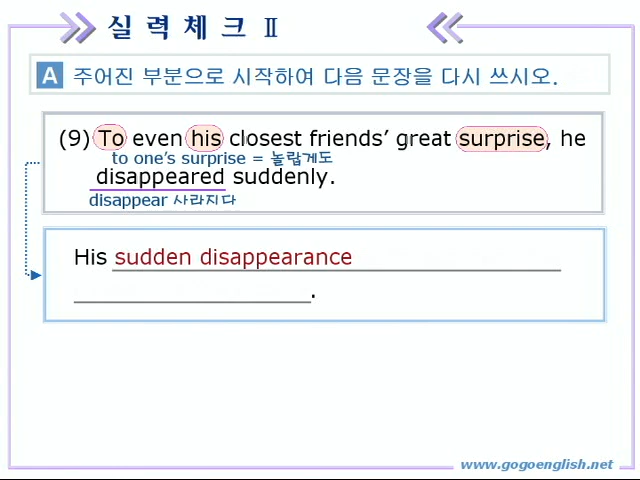 실 력 체 크 Ⅱ
A 주어진 부분으로 시작하여 다음 문장을 다시 쓰시오.
(9) To even his closest friends’ great surprise, he
to one’s surprise = 놀랍게도
disappeared suddenly.
disappear 사라지다
His sudden disappearance
.
www.gogoenglish.net